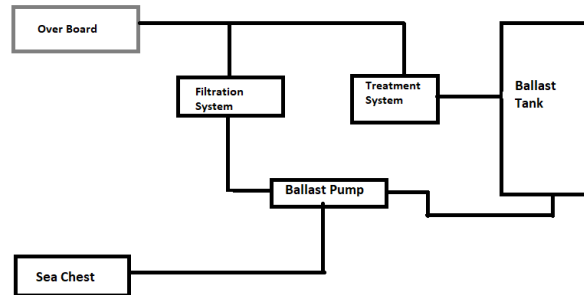 Over Board
Filtration
System
Treatment
System
Ballast
Tank
Ballast Pump
Sea Chest